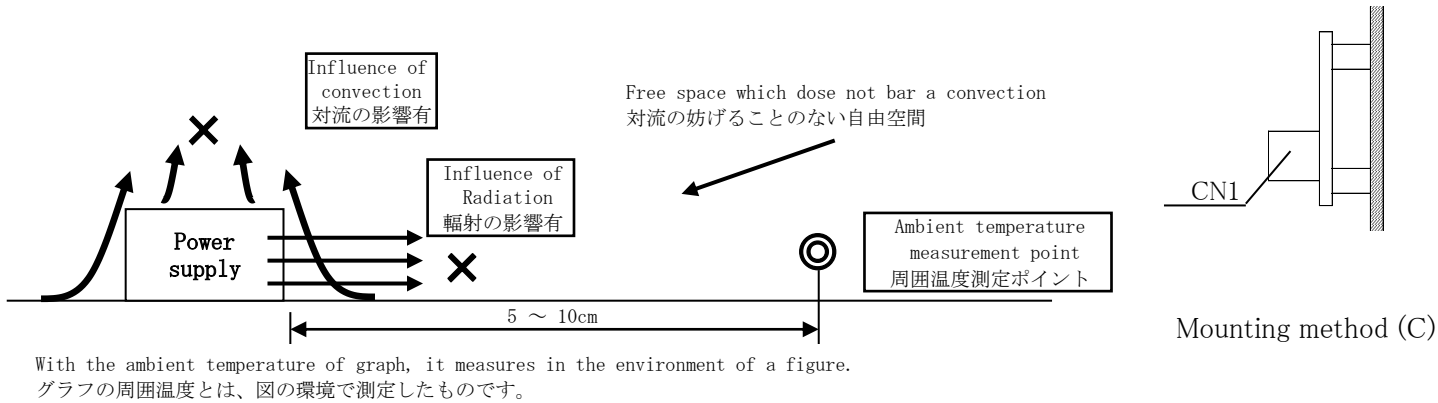 Influence of
convection
対流の影響有
Free space which dose not bar a convection
対流の妨げることのない自由空間
Influence of
Radiation
輻射の影響有
CN1
Power
supply
Ambient temperature
measurement point
周囲温度測定ポイント
5 ～ 10cm
Mounting method (C)
With the ambient temperature of graph, it measures in the environment of a figure.
グラフの周囲温度とは、図の環境で測定したものです。